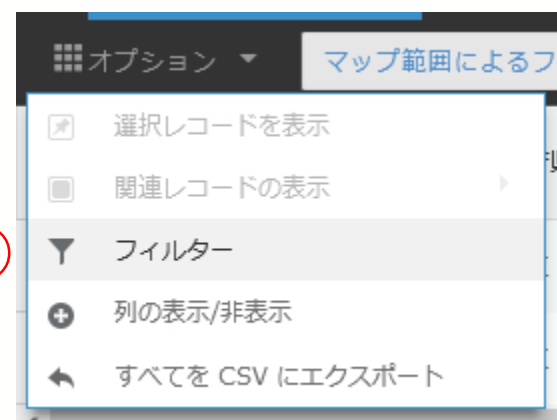 オプション
マップ範囲によるフ
選択レコードを表示
関連レコードの表示
フィルター
列の表示/非表示
すべてを CSV にエクスポート